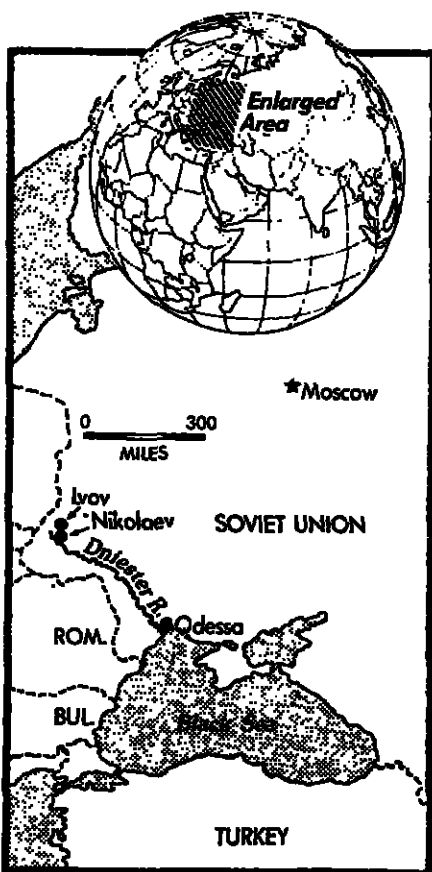 Enlarged
Area
Moscow
0 300
MILES
Lvov
Nikolaev
SOVIET UNION
Dniester R.
Odessa
ROM.
BUL.
Black Sea
TURKEY